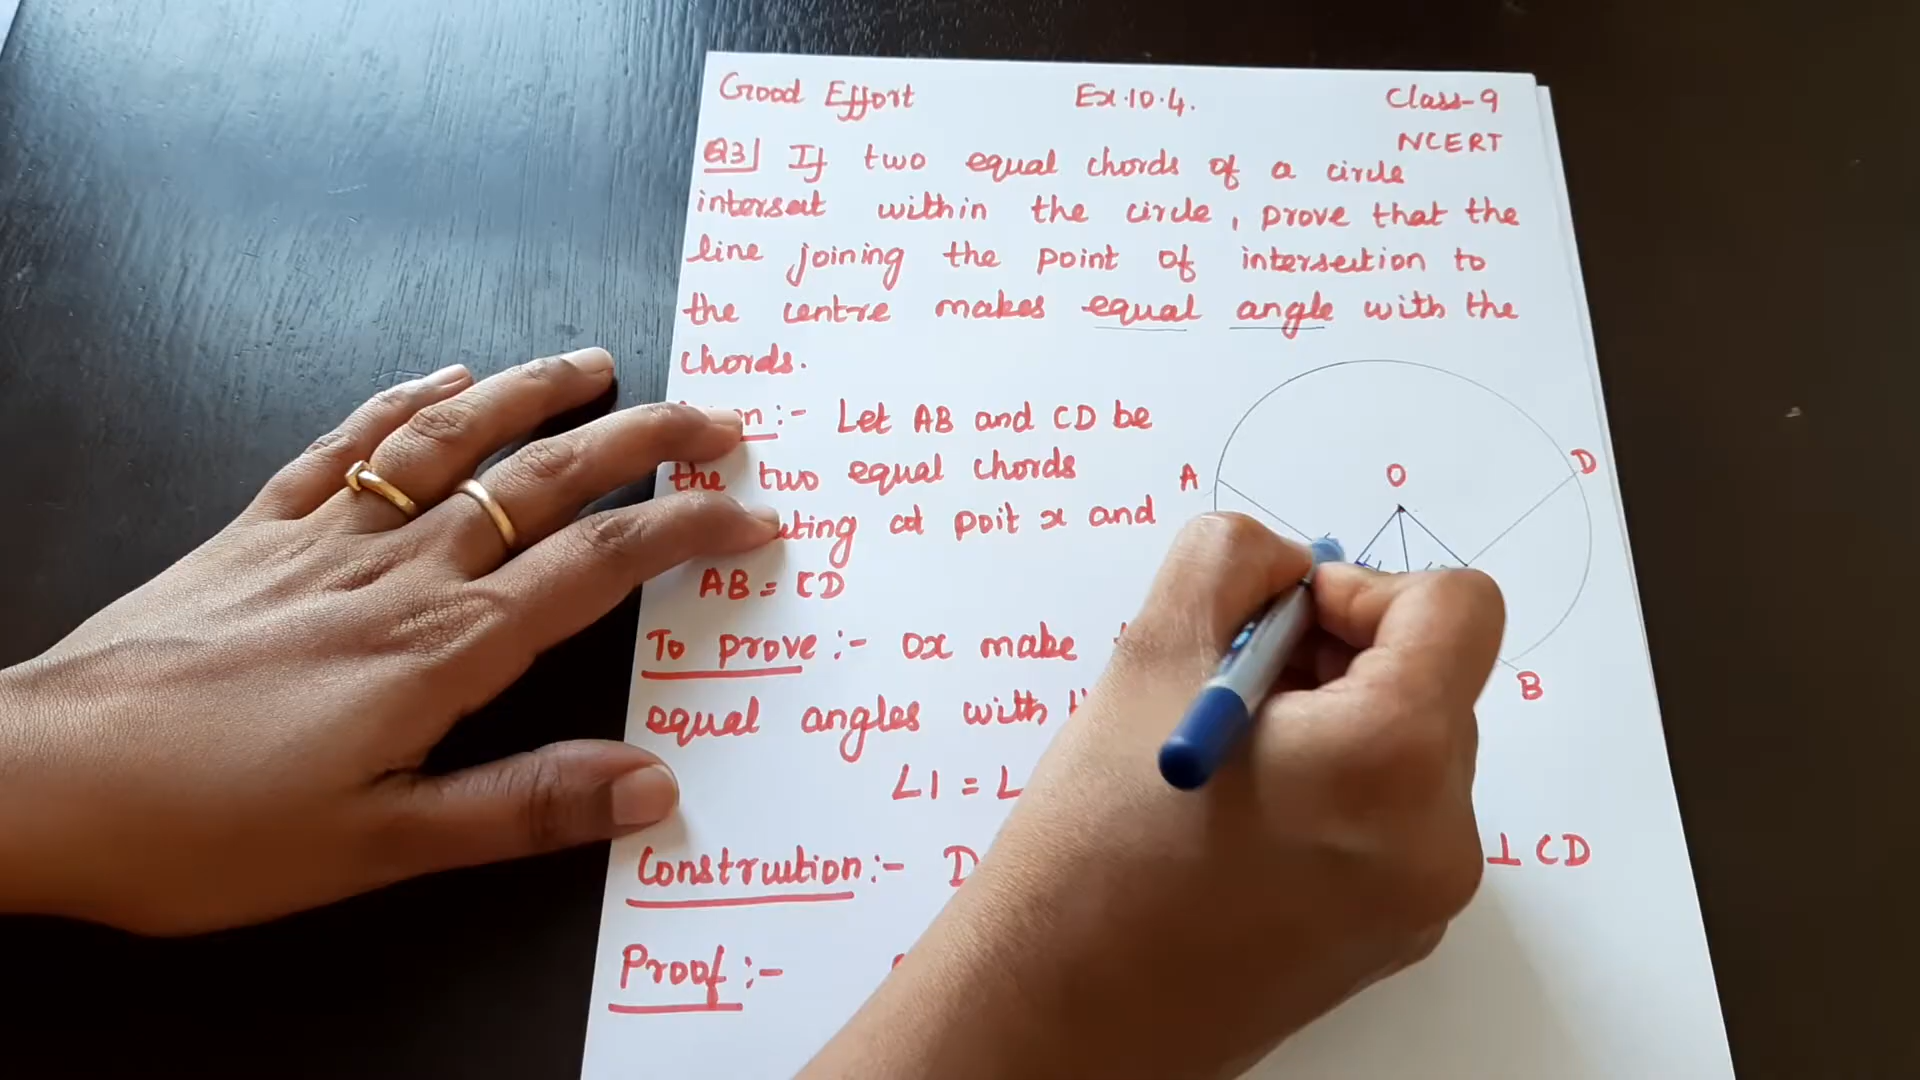 Good Effort Ex.10.4. Class-9
NCERT
Q3] If two equal chords of a circle
intersect within the circle, prove that the
line joining the point of intersection to
the centre makes equal angle with the
chords.
:- Let AB and CD be
the two equal chords
at poit x and
AB = CD
To prove :- ox make
equal angles with
∠1 = ∠
Construction :- ⊥ CD
Proof :-
A
O
D
B